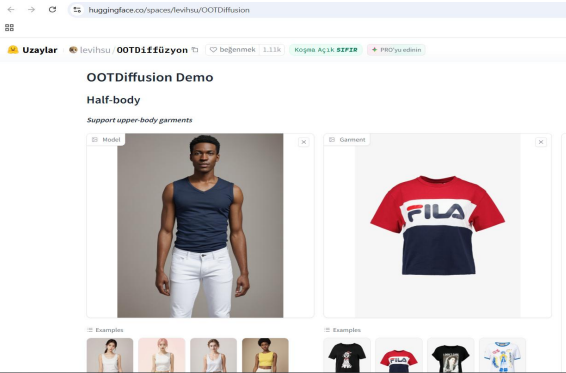 huggingface.co/spaces/levihsu/OOTDiffusion
Uzaylar levihsu / OOTDiffüzyon beğenmek 1.11k Koşma Açık SIFIR PRO'yu edinin
OOTDiffusion Demo
Half-body
Support upper-body garments
Model
Garment
FILA
Examples
Examples
FILA